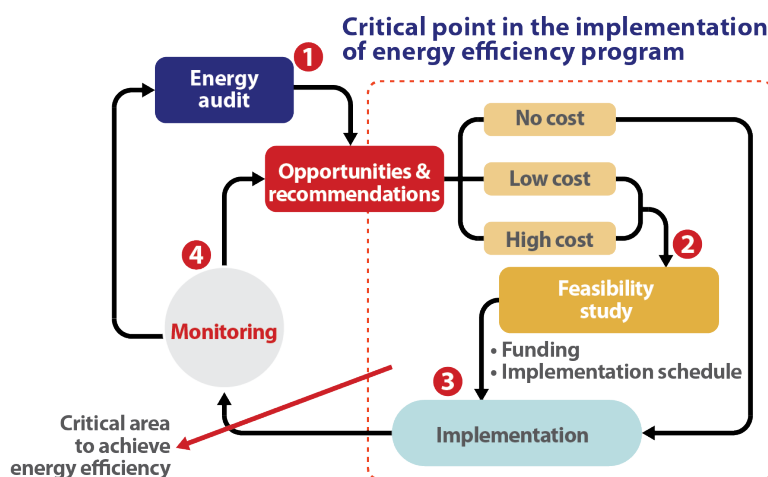 Critical point in the implementation
of energy efficiency program
1
Energy
audit
No cost
Opportunities &
recommendations
Low cost
High cost
2
4
Feasibility
study
Monitoring
• Funding
• Implementation schedule
3
Critical area
to achieve
energy efficiency
Implementation